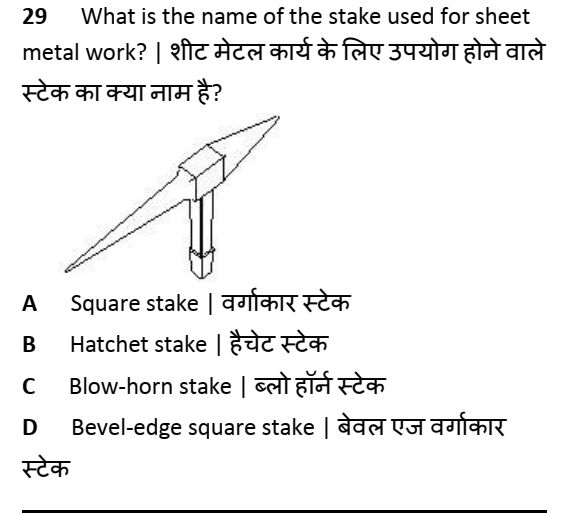 29 What is the name of the stake used for sheet
metal work? | शीट मेटल कार्य के लिए उपयोग होने वाले
स्टेक का क्या नाम है?
A Square stake | वर्गाकार स्टेक
B Hatchet stake | हैचेट स्टेक
C Blow-horn stake | ब्लो हॉर्न स्टेक
D Bevel-edge square stake | बेवल एज वर्गाकार
स्टेक